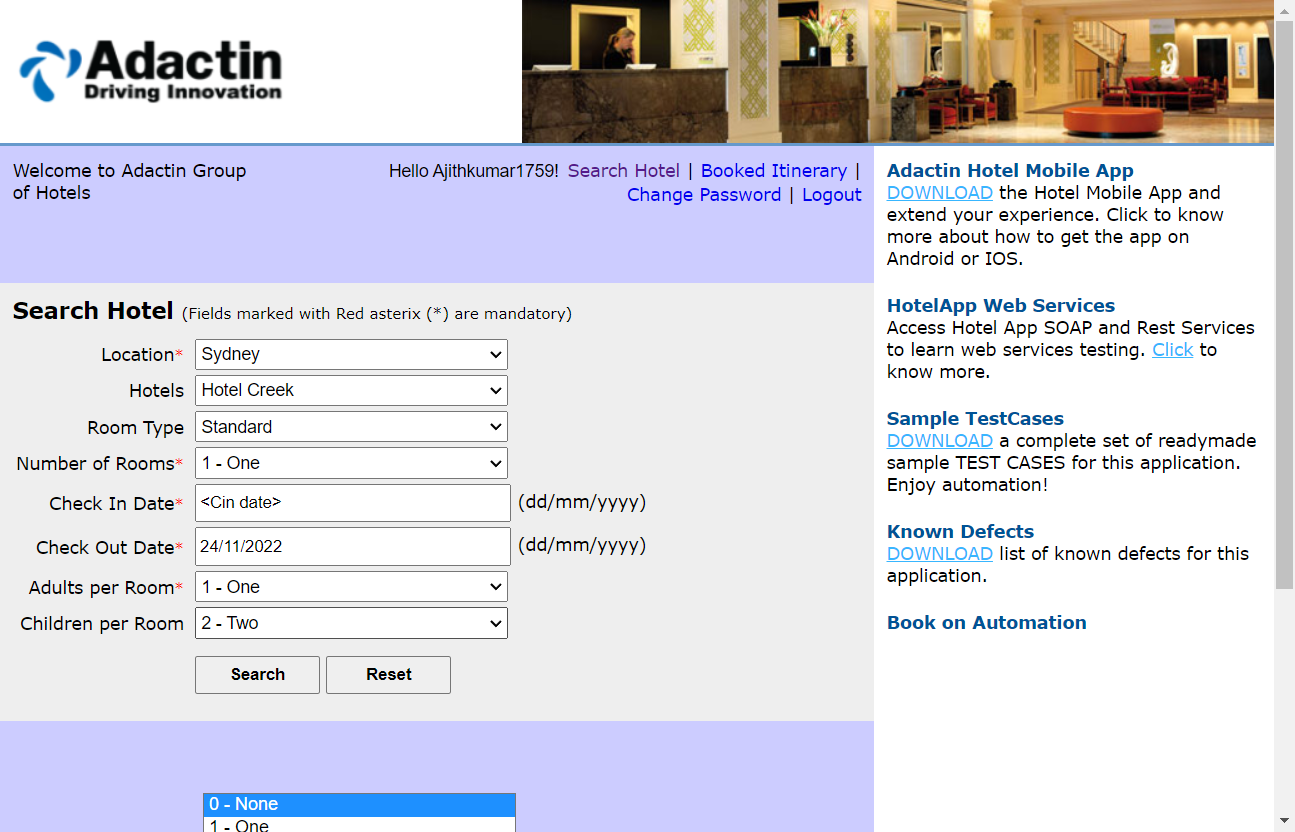 Adactin
Driving Innovation
Welcome to Adactin Group
of Hotels
Hello Ajithkumar1759! Search Hotel | Booked Itinerary |
Change Password | Logout
Search Hotel (Fields marked with Red asterix (*) are mandatory)
Location* Sydney
Hotels Hotel Creek
Room Type Standard
Number of Rooms* 1 - One
Check In Date* <Cin date> (dd/mm/yyyy)
Check Out Date* 24/11/2022 (dd/mm/yyyy)
Adults per Room* 1 - One
Children per Room 2 - Two
Search Reset
0 - None
1 - One
Adactin Hotel Mobile App
DOWNLOAD the Hotel Mobile App and
extend your experience. Click to know
more about how to get the app on
Android or IOS.
HotelApp Web Services
Access Hotel App SOAP and Rest Services
to learn web services testing. Click to
know more.
Sample TestCases
DOWNLOAD a complete set of readymade
sample TEST CASES for this application.
Enjoy automation!
Known Defects
DOWNLOAD list of known defects for this
application.
Book on Automation